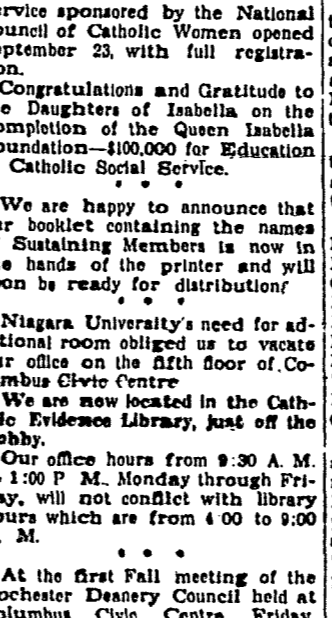 rvice sponsored by the National
ouncil of Catholic Women opened
eptember 23, with full registra-
on.
Congratulations and Gratitude to
e Daughters of Isabella on the
ompletion of the Queen Isabella
oundation—$100,000 for Education
Catholic Social Service.
* * *
We are happy to announce that
ur booklet containing the names
Sustaining Members is now in
e hands of the printer and will
oon be ready for distribution
* * *
Niagara University's need for ad-
tional room obliged us to vacate
ur office on the fifth floor of Co-
mbus Civic Centre
We are now located in the Cath-
ic Evidence Library, just off the
obby.
Our office hours from 9:30 A. M.
1:00 P M., Monday through Fri-
ay, will not conflict with library
ours which are from 4 00 to 9:00
. M.
* * *
At the first Fall meeting of the
ochester Deanery Council held at
olumbus Civic Centre Friday,